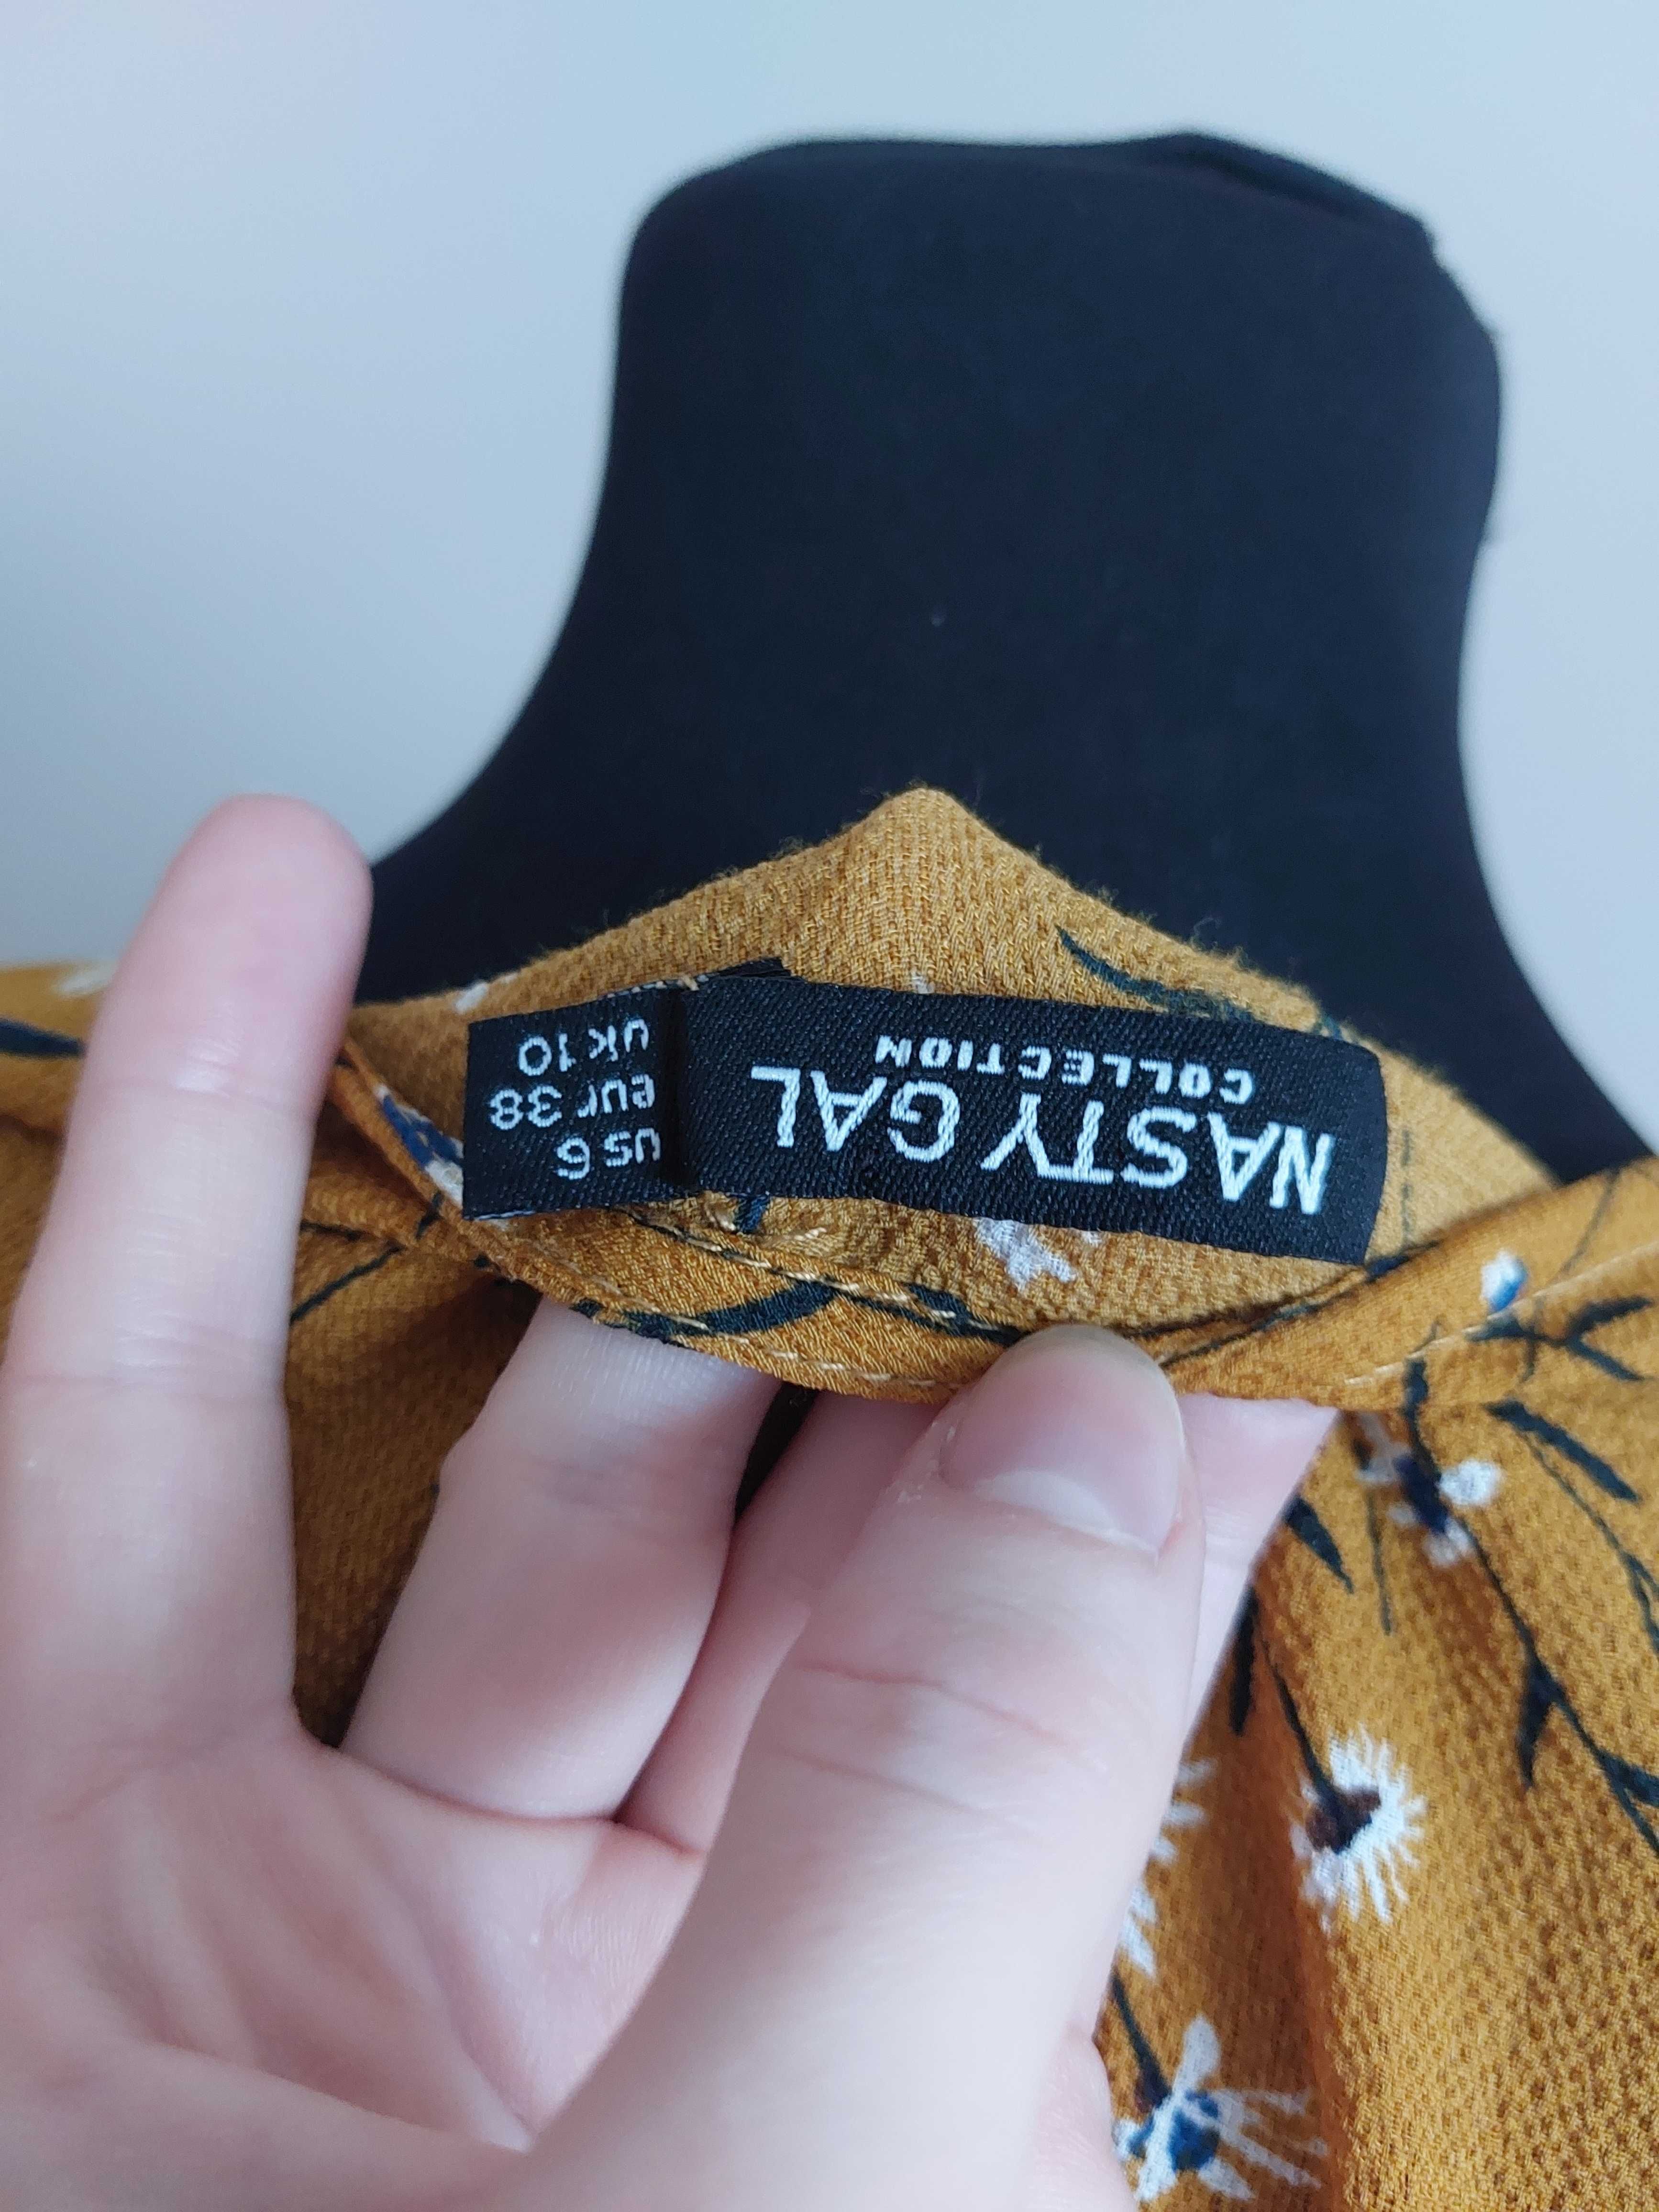 NASTY GAL
COLLECTION
US 6
eur 38
UK 10